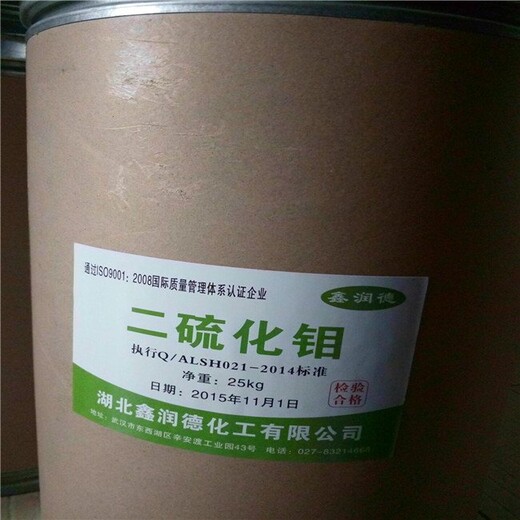 通过ISO9001：2008国际质量管理体系认证企业
鑫润德
二硫化钼
执行Q/ALSH021-2014标准
净重：25kg
日期：2015年11月1日
检验
合格
湖北鑫润德化工有限公司
地址：武汉市东西湖区辛安渡工业园43号 电话：027-83214668